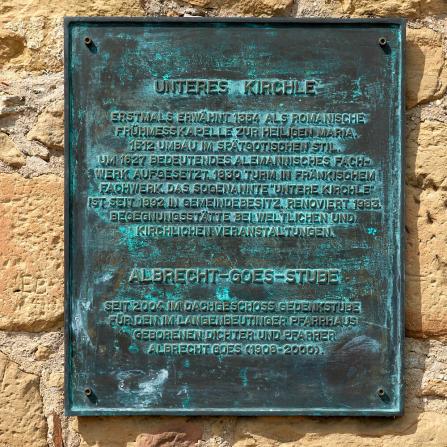 UNTERES KIRCHLE
ERSTMALS ERWÄHNT 1364 ALS ROMANISCHE
FRÜHMESSKAPELLE ZUR HEILIGEN MARIA.
1512 UMBAU IM SPÄTGOTISCHEN STIL.
UM 1627 BEDEUTENDES ALEMANNISCHES FACH-
WERK AUFGESETZT. 1830 TURM IN FRÄNKISCHEM
FACHWERK. DAS SOGENANNTE "UNTERE KIRCHLE"
IST SEIT 1892 IN GEMEINDEBESITZ. RENOVIERT 1983.
BEGEGNUNGSSTÄTTE BEI WELTLICHEN UND
KIRCHLICHEN VERANSTALTUNGEN.
ALBRECHT-GOES-STUBE
SEIT 2004 IM DACHGESCHOSS GEDENKSTUBE
FÜR DEN IM LANGENBEUTINGER PFARRHAUS
GEBORENEN DICHTER UND PFARRER
ALBRECHT GOES (1908-2000).